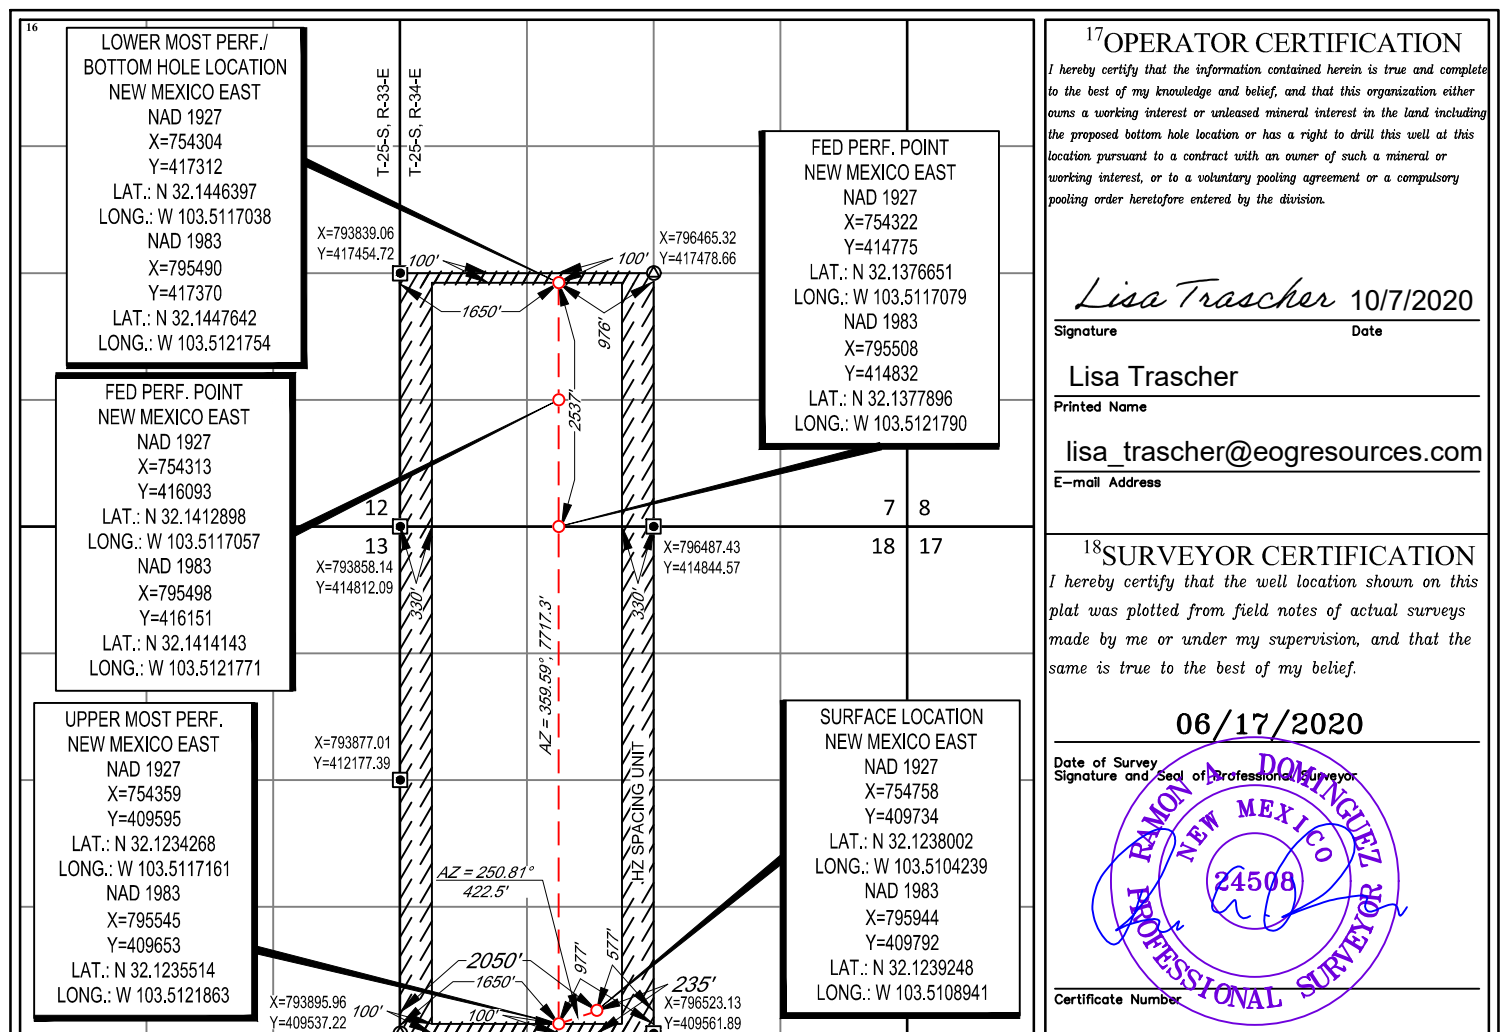 16
LOWER MOST PERF./
BOTTOM HOLE LOCATION
NEW MEXICO EAST
NAD 1927
X=754304
Y=417312
LAT.: N 32.1446397
LONG.: W 103.5117038
NAD 1983
X=795490
Y=417370
LAT.: N 32.1447642
LONG.: W 103.5121754
FED PERF. POINT
NEW MEXICO EAST
NAD 1927
X=754313
Y=416093
LAT.: N 32.1412898
LONG.: W 103.5117057
NAD 1983
X=795498
Y=416151
LAT.: N 32.1414143
LONG.: W 103.5121771
UPPER MOST PERF.
NEW MEXICO EAST
NAD 1927
X=754359
Y=409595
LAT.: N 32.1234268
LONG.: W 103.5117161
NAD 1983
X=795545
Y=409653
LAT.: N 32.1235514
LONG.: W 103.5121863
T-25-S, R-33-E
T-25-S, R-34-E
X=793839.06
Y=417454.72
100'
100'
X=796465.32
Y=417478.66
1650'
976'
2537'
12
13
7
8
18
17
X=793858.14
Y=414812.09
330'
330'
X=796487.43
Y=414844.57
AZ = 359.59°, 7717.3'
X=793877.01
Y=412177.39
HZ SPACING UNIT
AZ = 250.81°
422.5'
2050'
1650'
977'
577'
235'
X=793895.96
Y=409537.22
100'
100'
X=796523.13
Y=409561.89
FED PERF. POINT
NEW MEXICO EAST
NAD 1927
X=754322
Y=414775
LAT.: N 32.1376651
LONG.: W 103.5117079
NAD 1983
X=795508
Y=414832
LAT.: N 32.1377896
LONG.: W 103.5121790
SURFACE LOCATION
NEW MEXICO EAST
NAD 1927
X=754758
Y=409734
LAT.: N 32.1238002
LONG.: W 103.5104239
NAD 1983
X=795944
Y=409792
LAT.: N 32.1239248
LONG.: W 103.5108941
17OPERATOR CERTIFICATION
I hereby certify that the information contained herein is true and complete
to the best of my knowledge and belief, and that this organization either
owns a working interest or unleased mineral interest in the land including
the proposed bottom hole location or has a right to drill this well at this
location pursuant to a contract with an owner of such a mineral or
working interest, or to a voluntary pooling agreement or a compulsory
pooling order heretofore entered by the division.
Lisa Trascher 10/7/2020
Signature Date
Lisa Trascher
Printed Name
lisa_trascher@eogresources.com
E-mail Address
18SURVEYOR CERTIFICATION
I hereby certify that the well location shown on this
plat was plotted from field notes of actual surveys
made by me or under my supervision, and that the
same is true to the best of my belief.
06/17/2020
Date of Survey
Signature and Seal of Professional Surveyor
RAMON A. DOMINGUEZ
NEW MEXICO
24508
PROFESSIONAL SURVEYOR
Certificate Number